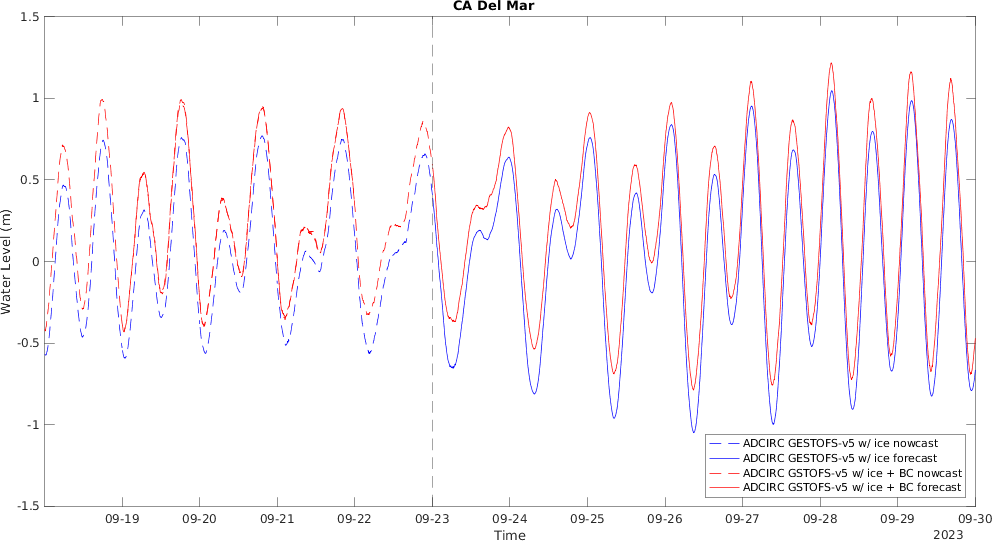 CA Del Mar
1.5
1
0.5
0
-0.5
-1
-1.5
Water Level (m)
ADCIRC GESTOFS-v5 w/ ice nowcast
ADCIRC GESTOFS-v5 w/ ice forecast
ADCIRC GSTOFS-v5 w/ ice + BC nowcast
ADCIRC GSTOFS-v5 w/ ice + BC forecast
09-19 09-20 09-21 09-22 09-23 09-24 09-25 09-26 09-27 09-28 09-29 09-30
Time
2023